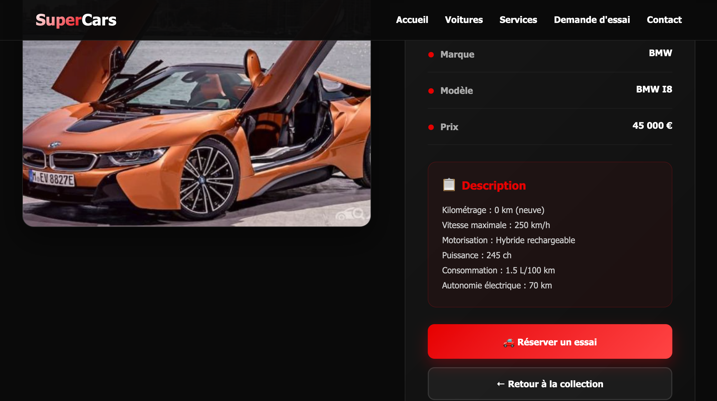 SuperCars
Accueil Voitures Services Demande d'essai Contact
Marque BMW
Modèle BMW I8
Prix 45 000 €
Description
Kilométrage : 0 km (neuve)
Vitesse maximale : 250 km/h
Motorisation : Hybride rechargeable
Puissance : 245 ch
Consommation : 1.5 L/100 km
Autonomie électrique : 70 km
Réserver un essai
← Retour à la collection